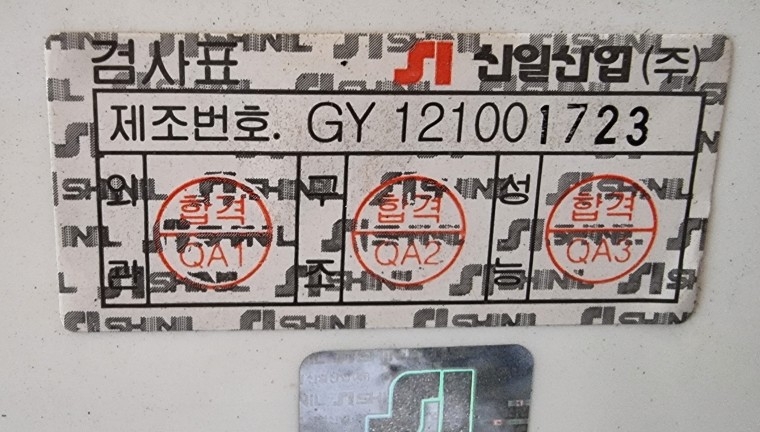 검사표 SI 신일산업(주)
제조번호. GY 121001723
외관 합격 QA1 구조 합격 QA2 성능 합격 QA3